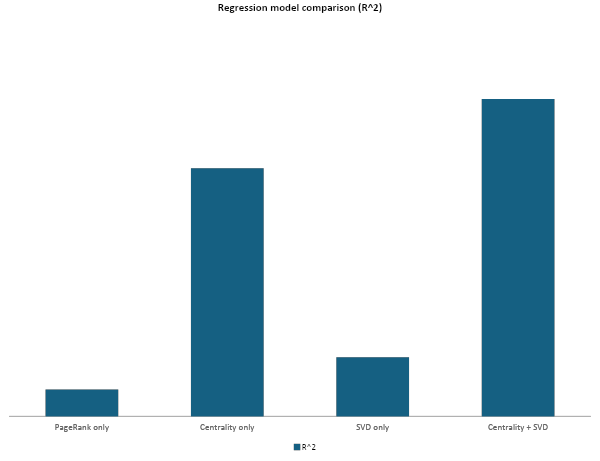 Regression model comparison (R^2)
PageRank only
Centrality only
SVD only
Centrality + SVD
R^2